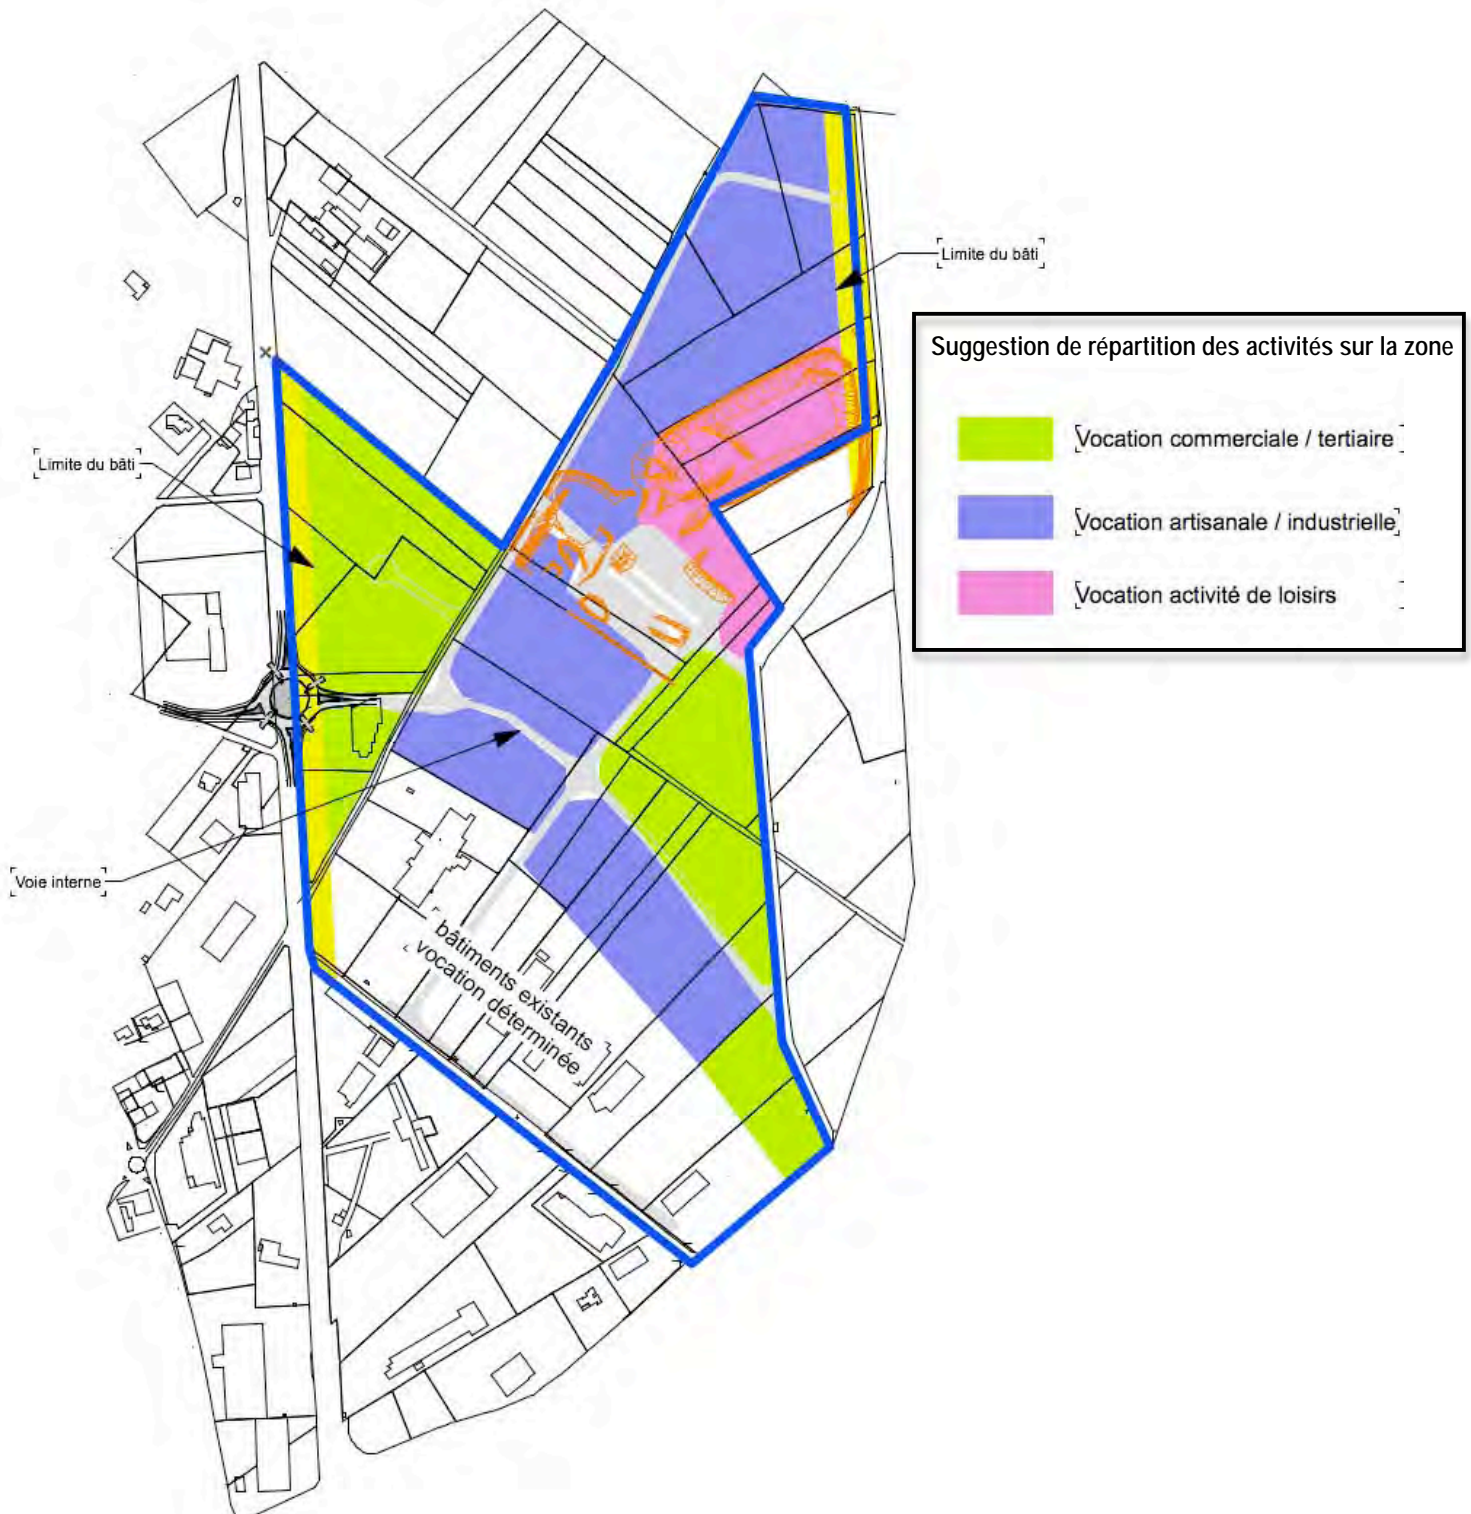 Limite du bâti
Suggestion de répartition des activités sur la zone
Vocation commerciale / tertiaire
Vocation artisanale / industrielle
Vocation activité de loisirs
Limite du bâti
Voie interne
bâtiments existants
vocation déterminée